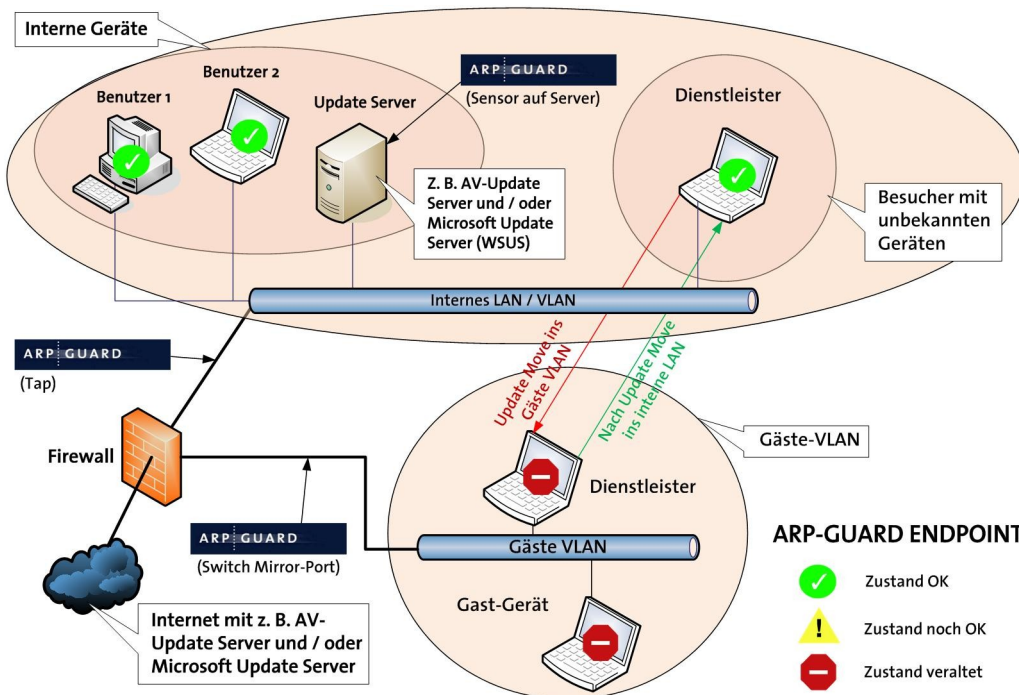 Interne Geräte
Benutzer 1
Benutzer 2
Update Server
ARP GUARD
(Sensor auf Server)
Z. B. AV-Update
Server und / oder
Microsoft Update
Server (WSUS)
Dienstleister
Besucher mit
unbekannten
Geräten
Internes LAN / VLAN
ARP GUARD
(Tap)
Update Move ins
Gäste VLAN
Nach Update Move
ins interne LAN
Firewall
Gäste-VLAN
Dienstleister
ARP GUARD
(Switch Mirror-Port)
Gäste VLAN
Gast-Gerät
Internet mit z. B. AV-
Update Server und / oder
Microsoft Update Server
ARP-GUARD ENDPOINT
Zustand OK
! Zustand noch OK
Zustand veraltet